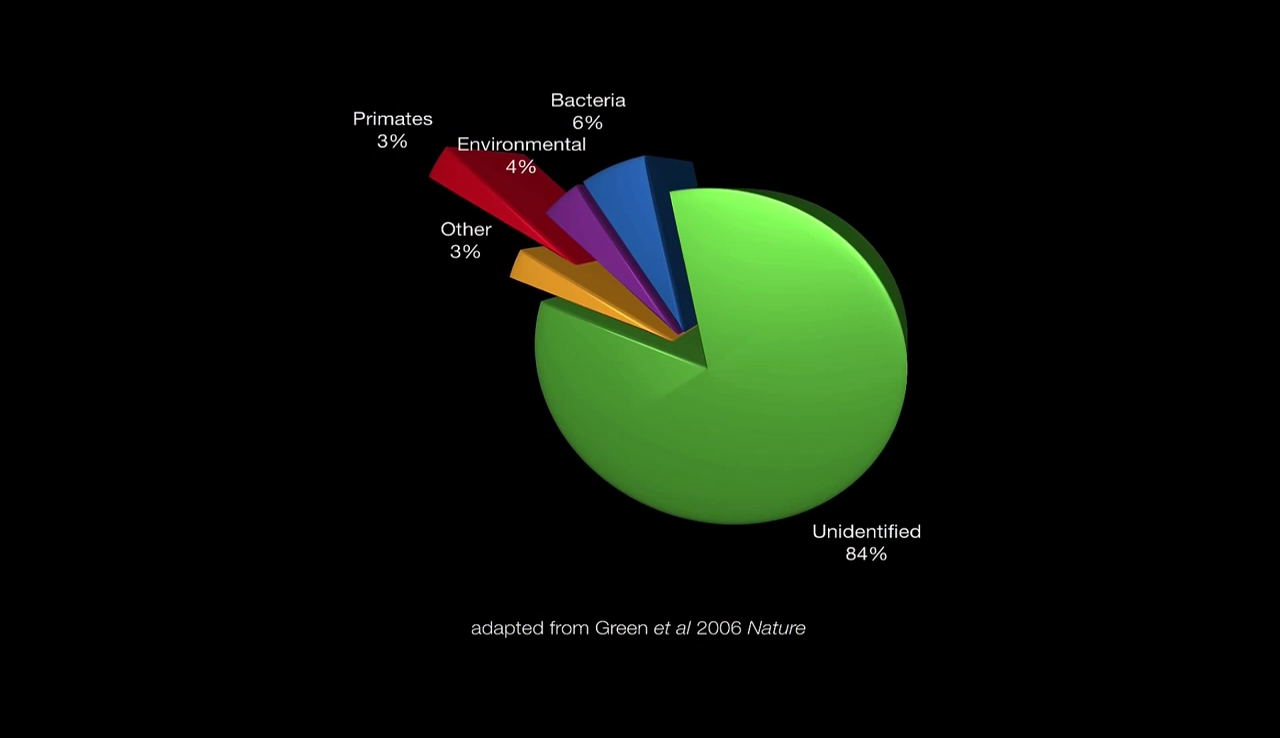 Bacteria
6%
Primates
3%
Environmental
4%
Other
3%
Unidentified
84%
adapted from Green et al 2006 Nature